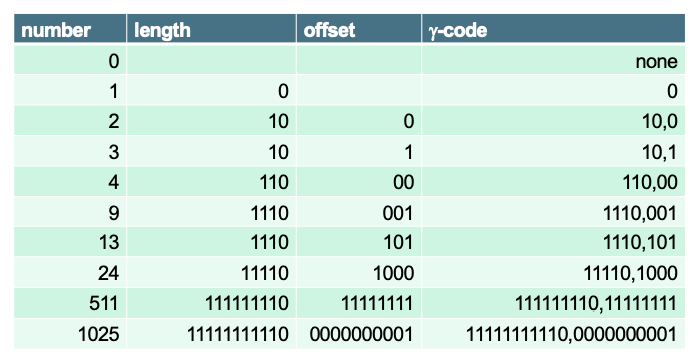 number length offset γ-code
0 none
1 0 0
2 10 0 10,0
3 10 1 10,1
4 110 00 110,00
9 1110 001 1110,001
13 1110 101 1110,101
24 11110 1000 11110,1000
511 111111110 11111111 111111110,11111111
1025 11111111110 0000000001 11111111110,0000000001